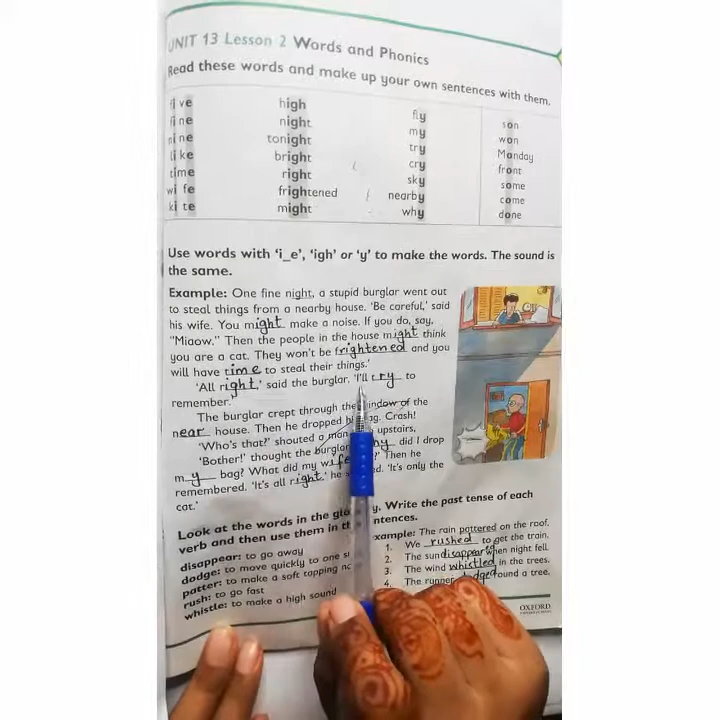 UNIT 13 Lesson 2 Words and Phonics
Read these words and make up your own sentences with them.
five high fly son
fine night my won
nine tonight try Monday
like bright cry front
time right sky some
wife frightened nearby come
kite might why done
Use words with 'i_e', 'igh' or 'y' to make the words. The sound is
the same.
Example: One fine night, a stupid burglar went out
to steal things from a nearby house. 'Be careful,' said
his wife. You might make a noise. If you do, say,
"Miaow." Then the people in the house might think
you are a cat. They won't be frightened and you
will have time to steal their things.'
'All right,' said the burglar. 'I'll cry to
remember.'
The burglar crept through the window of the
near house. Then he dropped his bag. Crash!
'Who's that?' shouted a man upstairs,
'Bother!' thought the burglar. hy did I drop
my bag? What did my wife ?' Then he
remembered. 'It's all right,' he s d. 'It's only the
cat.'
Look at the words in the glo y. Write the past tense of each
verb and then use them in th ntences.
disappear: to go away
dodge: to move quickly to one si
patter: to make a soft tapping no
rush: to go fast
whistle: to make a high sound
xample: The rain pattered on the roof.
1. We rushed to get the train.
2. The sun disappear when night fell.
3. The wind whistled in the trees.
4. The runner dodged round a tree.
OXFORD